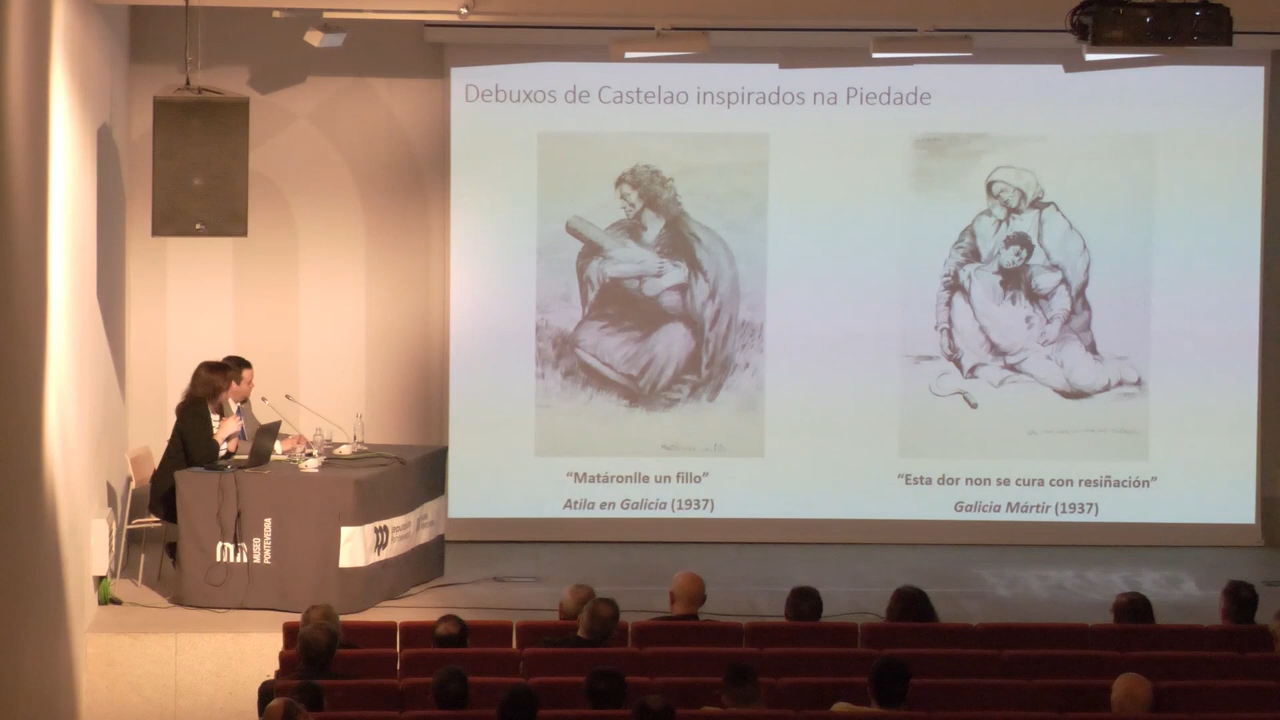 Debuxos de Castelao inspirados na Piedade
“Matáronlle un fillo”
Atila en Galicia (1937)
“Esta dor non se cura con resiñación”
Galicia Mártir (1937)
MUSEO
PONTEVEDRA